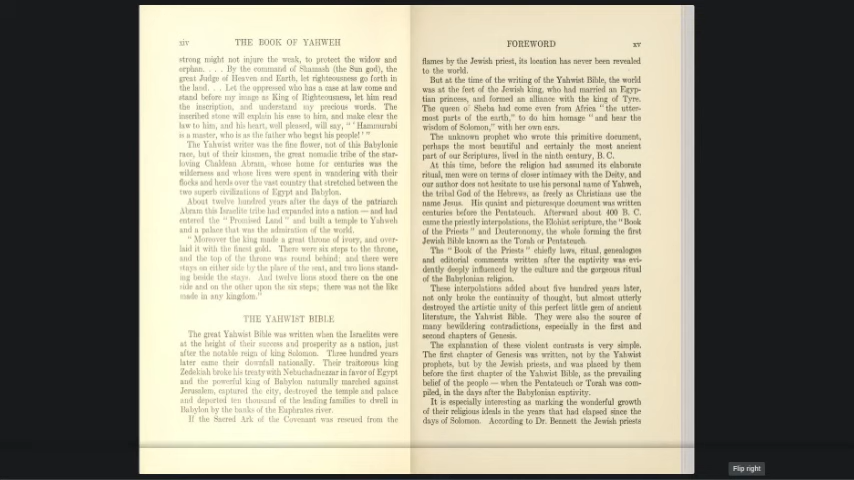 xiv THE BOOK OF YAHWEH
strong might not injure the weak, to protect the widow and
orphan. . . . By the command of Shamash (the Sun god), the
great Judge of Heaven and Earth, let righteousness go forth in
the land. . . . Let the oppressed who has a case at law come and
stand before my image as King of Righteousness, let him read
the inscription, and understand my precious words. The
inscribed stone will explain his case to him, and make clear the
law to him, and his heart, well pleased, will say, " ' Hammurabi
is a master, who is as the father who begat his people! ' "
The Yahwist writer was the fine flower, not of this Babylonic
race, but of their kinsmen, the great nomadic tribe of the star-
loving Chaldean Abram, whose home for centuries was the
wilderness and whose lives were spent in wandering with their
flocks and herds over the vast country that stretched between the
two superb civilizations of Egypt and Babylon.
About twelve hundred years after the days of the patriarch
Abram this Israelite tribe had expanded into a nation — and had
entered the " Promised Land " and built a temple to Yahweh
and a palace that was the admiration of the world.
" Moreover the king made a great throne of ivory, and over-
laid it with the finest gold. There were six steps to the throne,
and the top of the throne was round behind; and there were
stays on either side by the place of the seat, and two lions stand-
ing beside the stays. And twelve lions stood there on the one
side and on the other upon the six steps; there was not the like
made in any kingdom."
THE YAHWIST BIBLE
The great Yahwist Bible was written when the Israelites were
at the height of their success and prosperity as a nation, just
after the notable reign of king Solomon. Three hundred years
later came their downfall nationally. Their traitorous king
Zedekiah broke his treaty with Nebuchadnezzar in favor of Egypt
and the powerful king of Babylon naturally marched against
Jerusalem, captured the city, destroyed the temple and palace
and deported ten thousand of the leading families to dwell in
Babylon by the banks of the Euphrates river.
If the Sacred Ark of the Covenant was rescued from the
FOREWORD xv
flames by the Jewish priest, its location has never been revealed
to the world.
But at the time of the writing of the Yahwist Bible, the world
was at the feet of the Jewish king, who had married an Egyp-
tian princess, and formed an alliance with the king of Tyre.
The queen of Sheba had come even from Africa " the utter-
most parts of the earth," to do him homage " and hear the
wisdom of Solomon," with her own ears.
The unknown prophet who wrote this primitive document,
perhaps the most beautiful and certainly the most ancient
part of our Scriptures, lived in the ninth century, B. C.
At this time, before the religion had assumed its elaborate
ritual, men were on terms of closer intimacy with the Deity, and
our author does not hesitate to use his personal name of Yahweh,
the tribal God of the Hebrews, as freely as Christians use the
name Jesus. His quaint and picturesque document was written
centuries before the Pentateuch. Afterward about 400 B. C.
came the priestly interpolations, the Elohist scripture, the " Book
of the Priests " and Deuteronomy, the whole forming the first
Jewish Bible known as the Torah or Pentateuch.
The " Book of the Priests " chiefly laws, ritual, genealogies
and editorial comments written after the captivity was evi-
dently deeply influenced by the culture and the gorgeous ritual
of the Babylonian religion.
These interpolations added about five hundred years later,
not only broke the continuity of thought, but almost utterly
destroyed the artistic unity of this perfect little gem of ancient
literature, the Yahwist Bible. They were also the source of
many bewildering contradictions, especially in the first and
second chapters of Genesis.
The explanation of these violent contrasts is very simple.
The first chapter of Genesis was written, not by the Yahwist
prophets, but by the Jewish priests, and was placed by them
before the first chapter of the Yahwist Bible, as the prevailing
belief of the people — when the Pentateuch or Torah was com-
piled, in the days after the Babylonian captivity.
It is especially interesting as marking the wonderful growth
of their religious ideals in the years that had elapsed since the
days of Solomon. According to Dr. Bennett the Jewish priests
Flip right